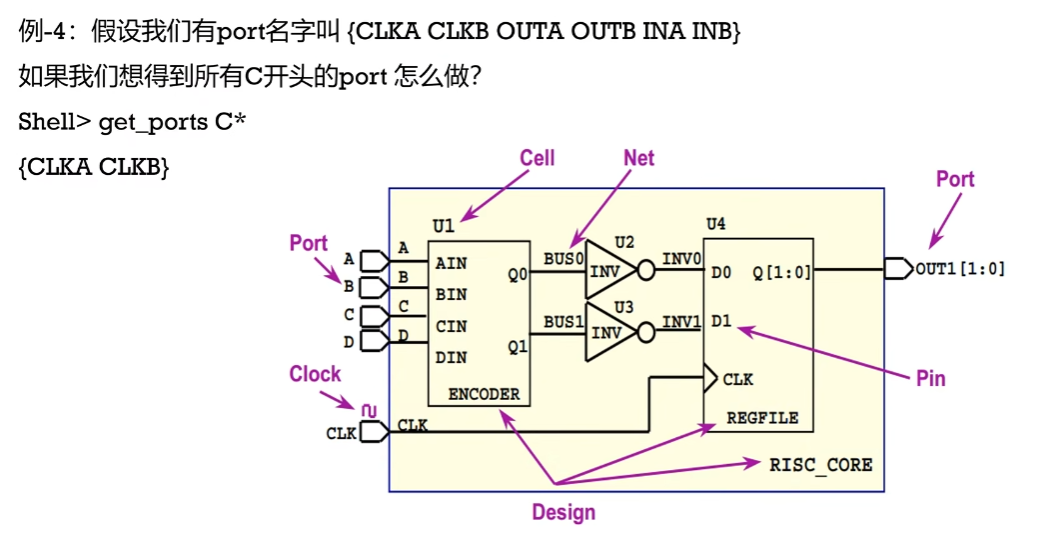 例-4：假设我们有port名字叫 {CLKA CLKB OUTA OUTB INA INB}
如果我们想得到所有C开头的port 怎么做？
Shell> get_ports C*
{CLKA CLKB}
Cell
Net
Port
U1
U2
U4
Port
A
A
AIN
Q0
BUS0
INV
INV0
D0
Q[1:0]
OUT1[1:0]
B
B
BIN
C
C
CIN
U3
D
D
DIN
Q1
BUS1
INV
INV1
D1
Clock
ENCODER
CLK
Pin
CLK
CLK
REGFILE
RISC_CORE
Design